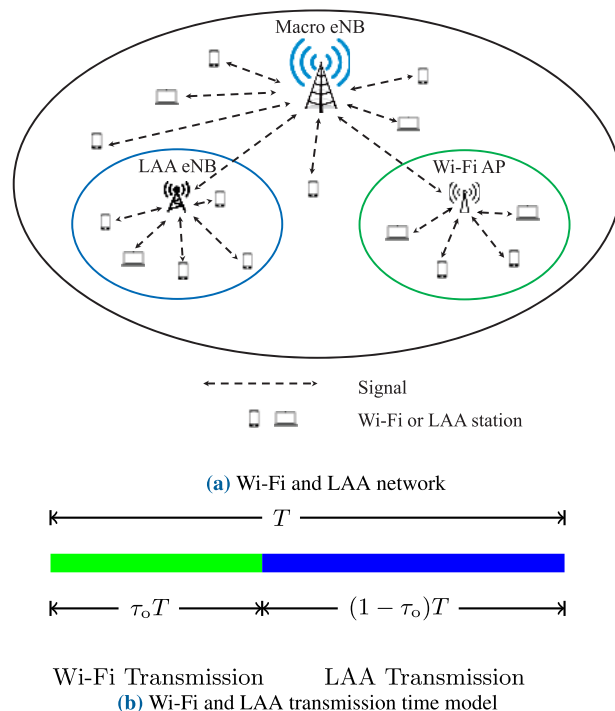 Macro eNB
LAA eNB
Wi-Fi AP
Signal
Wi-Fi or LAA station
(a) Wi-Fi and LAA network
T
τₒT
(1 − τₒ)T
Wi-Fi Transmission
LAA Transmission
(b) Wi-Fi and LAA transmission time model